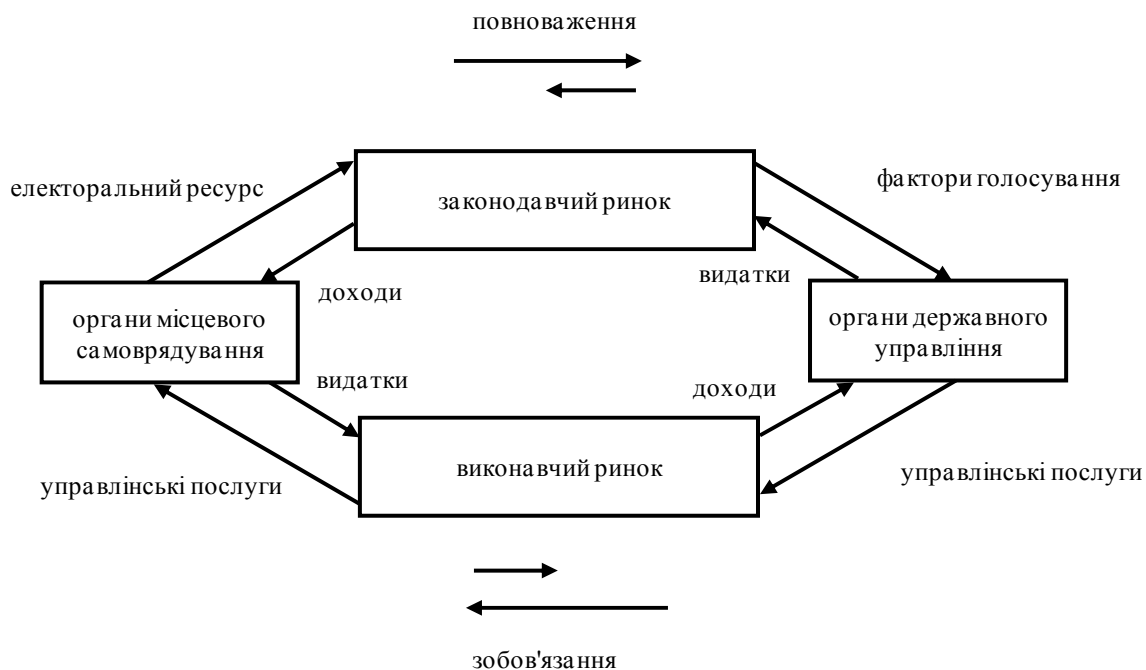 повноваження
електоральний ресурс
законодавчий ринок
фактори голосування
доходи
видатки
органи місцевого
самоврядування
органи державного
управління
видатки
доходи
управлінські послуги
виконавчий ринок
управлінські послуги
зобов'язання